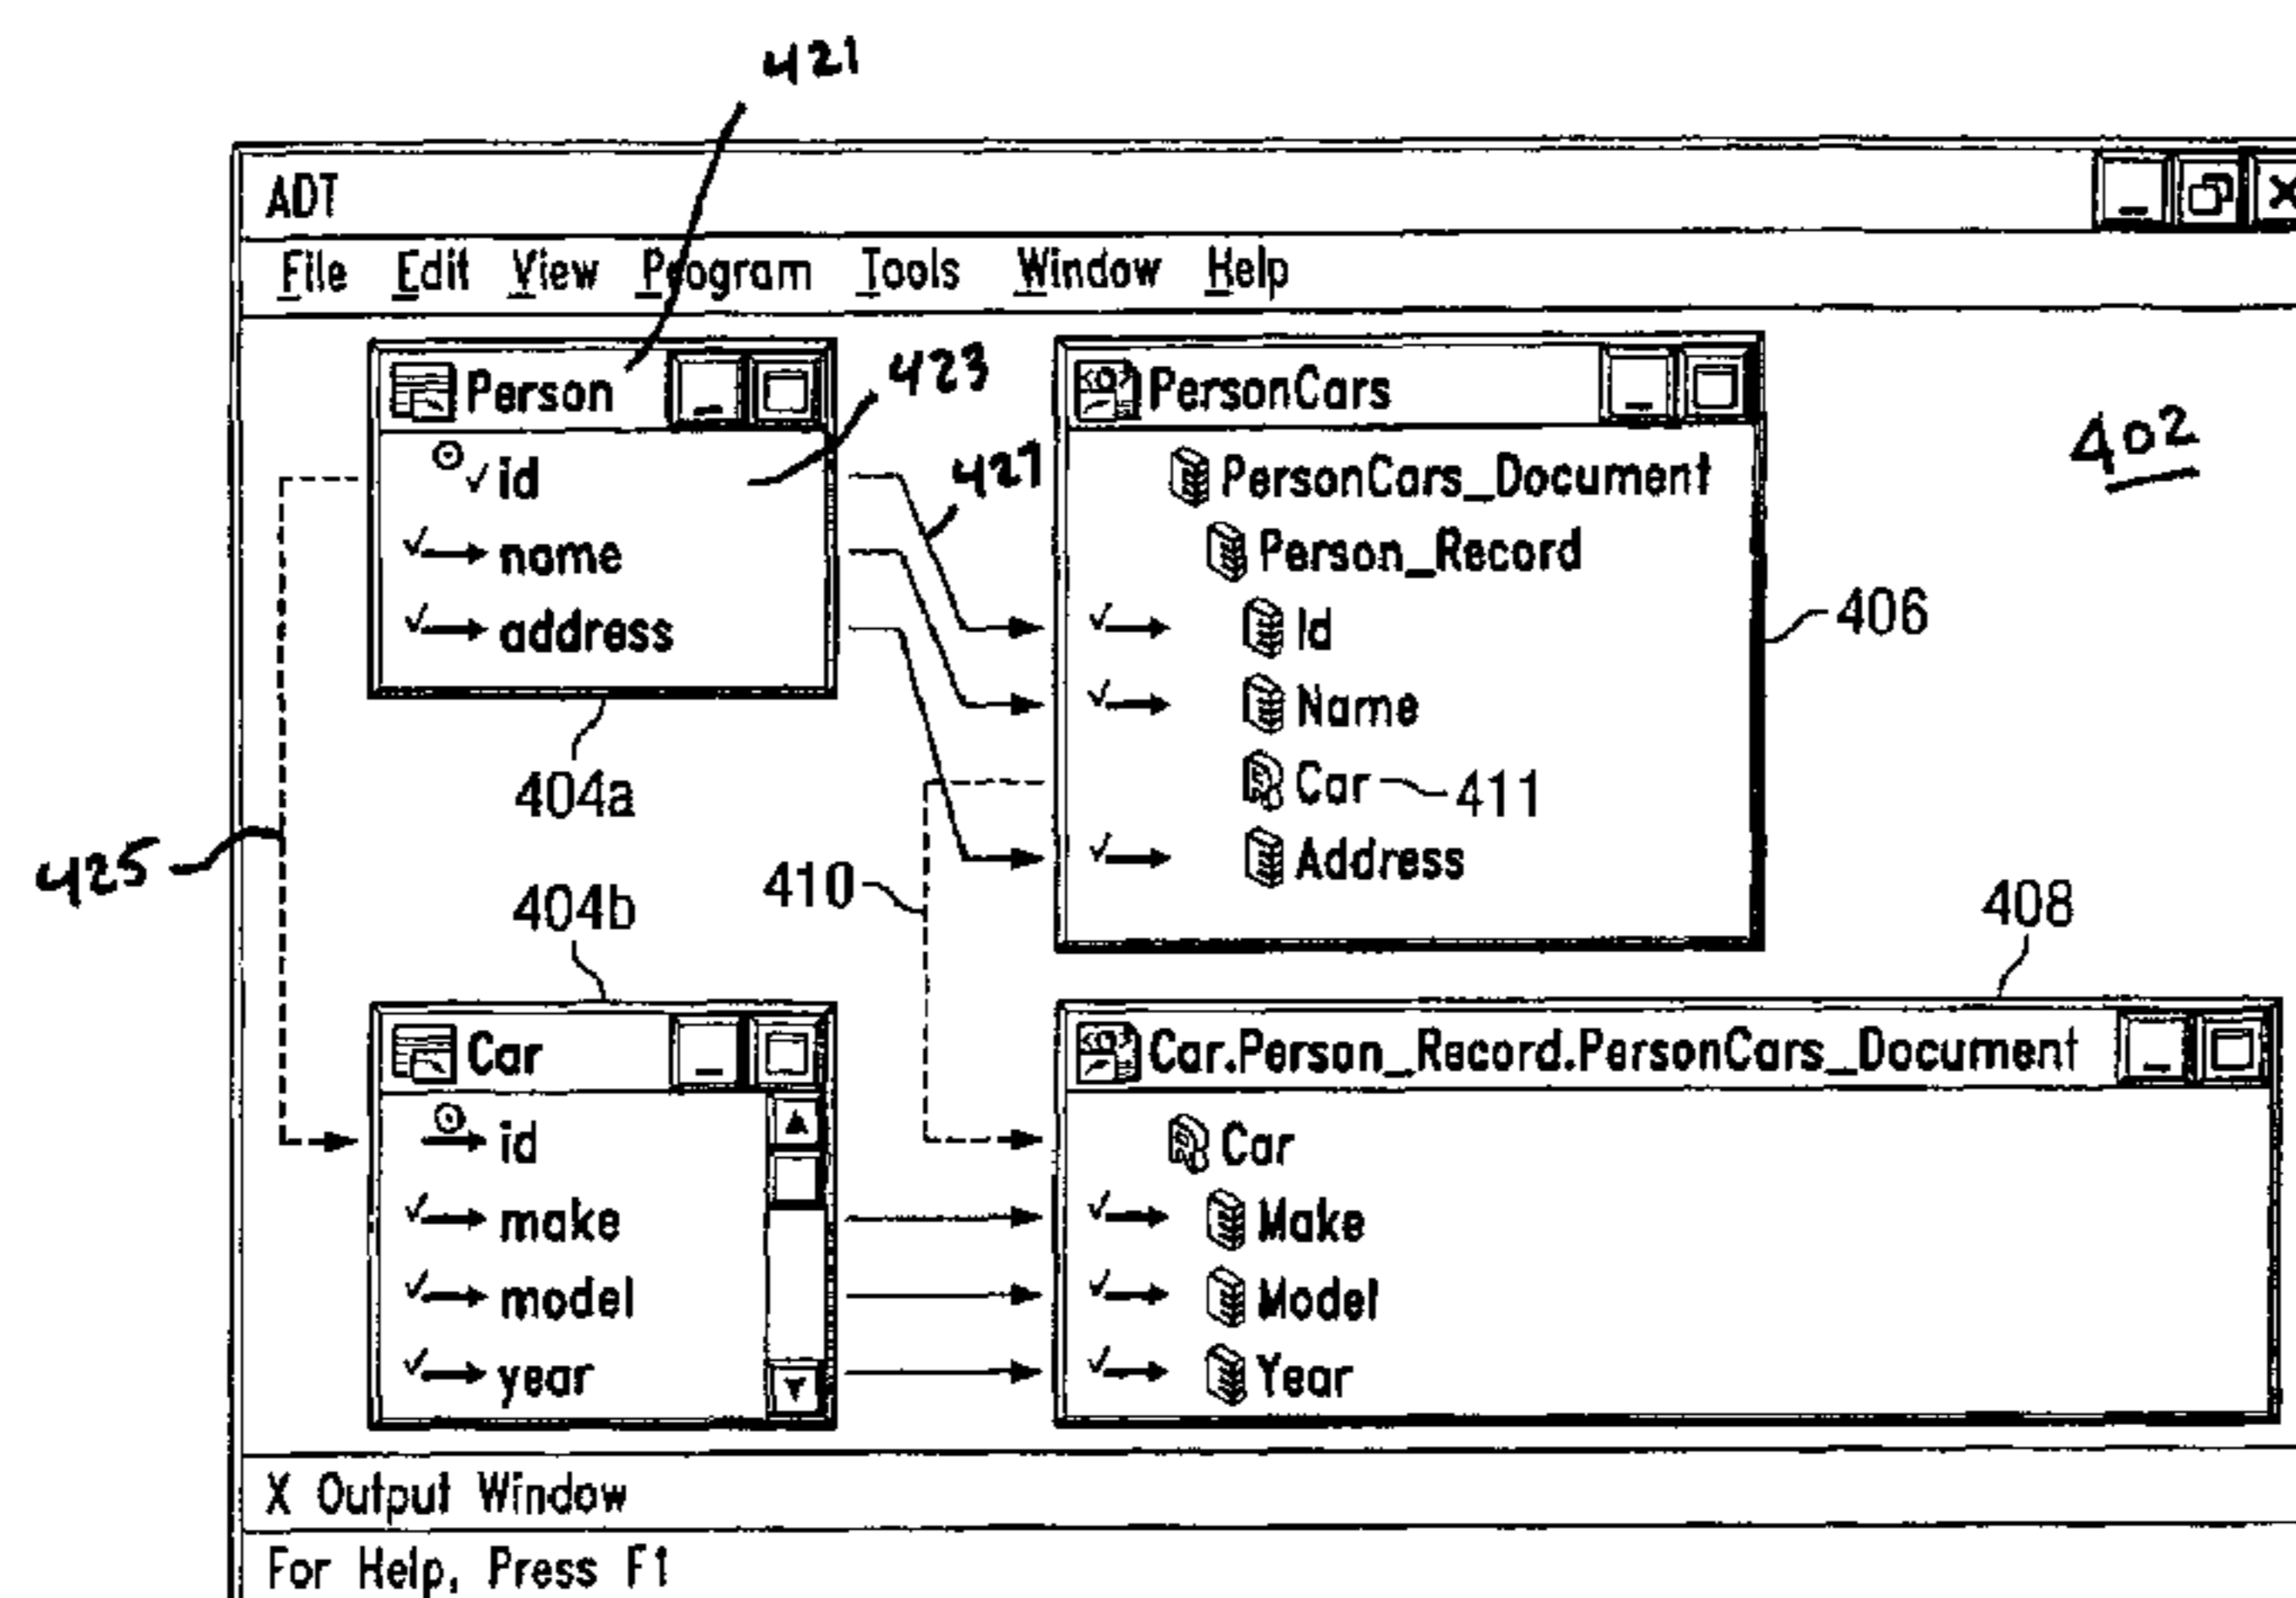 421
ADT
File Edit View Program Tools Window Help
Person
423
PersonCars
402
id
427
PersonCars_Document
name
Person_Record
address
Id
406
Name
404a
Car
411
Address
425
410
404b
408
Car
Car.Person_Record.PersonCars_Document
id
Car
make
Make
model
Model
year
Year
X Output Window
For Help, Press F1